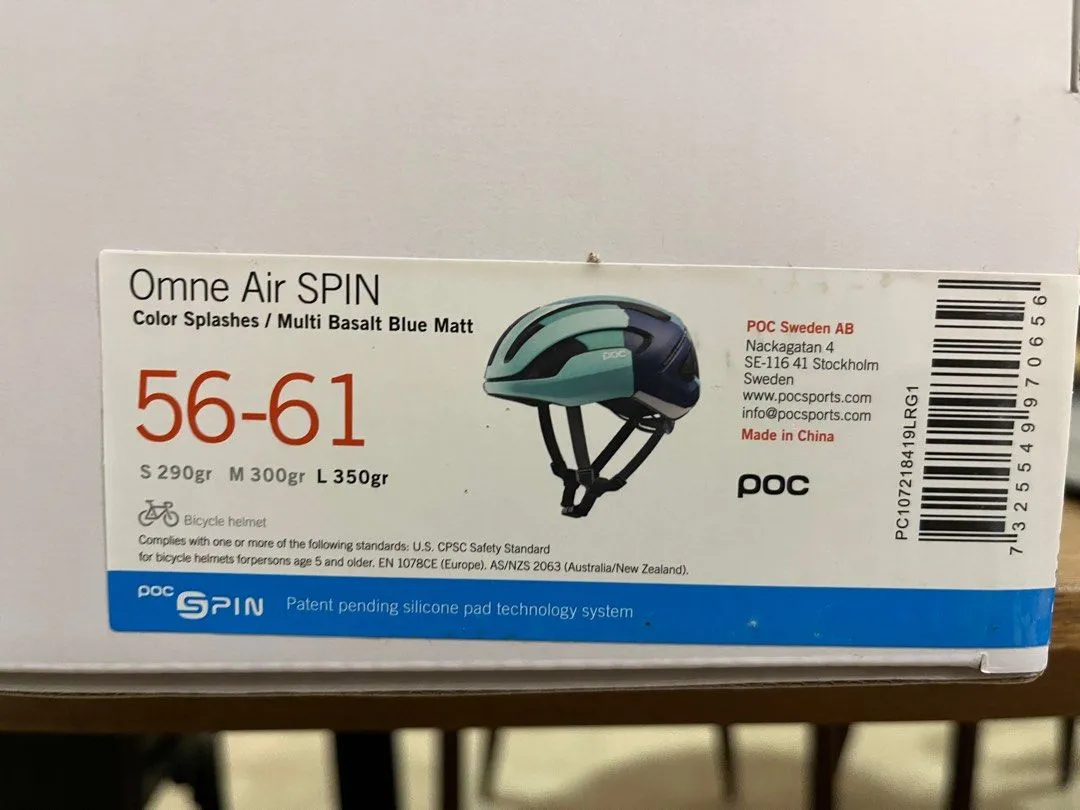 Omne Air SPIN
Color Splashes / Multi Basalt Blue Matt
56-61
S 290gr M 300gr L 350gr
Bicycle helmet
Complies with one or more of the following standards: U.S. CPSC Safety Standard
for bicycle helmets forpersons age 5 and older. EN 1078CE (Europe). AS/NZS 2063 (Australia/New Zealand).
poc SPIN Patent pending silicone pad technology system
poc
POC Sweden AB
Nackagatan 4
SE-116 41 Stockholm
Sweden
www.pocsports.com
info@pocsports.com
Made in China
poc
PC107218419LRG1
7325549970656